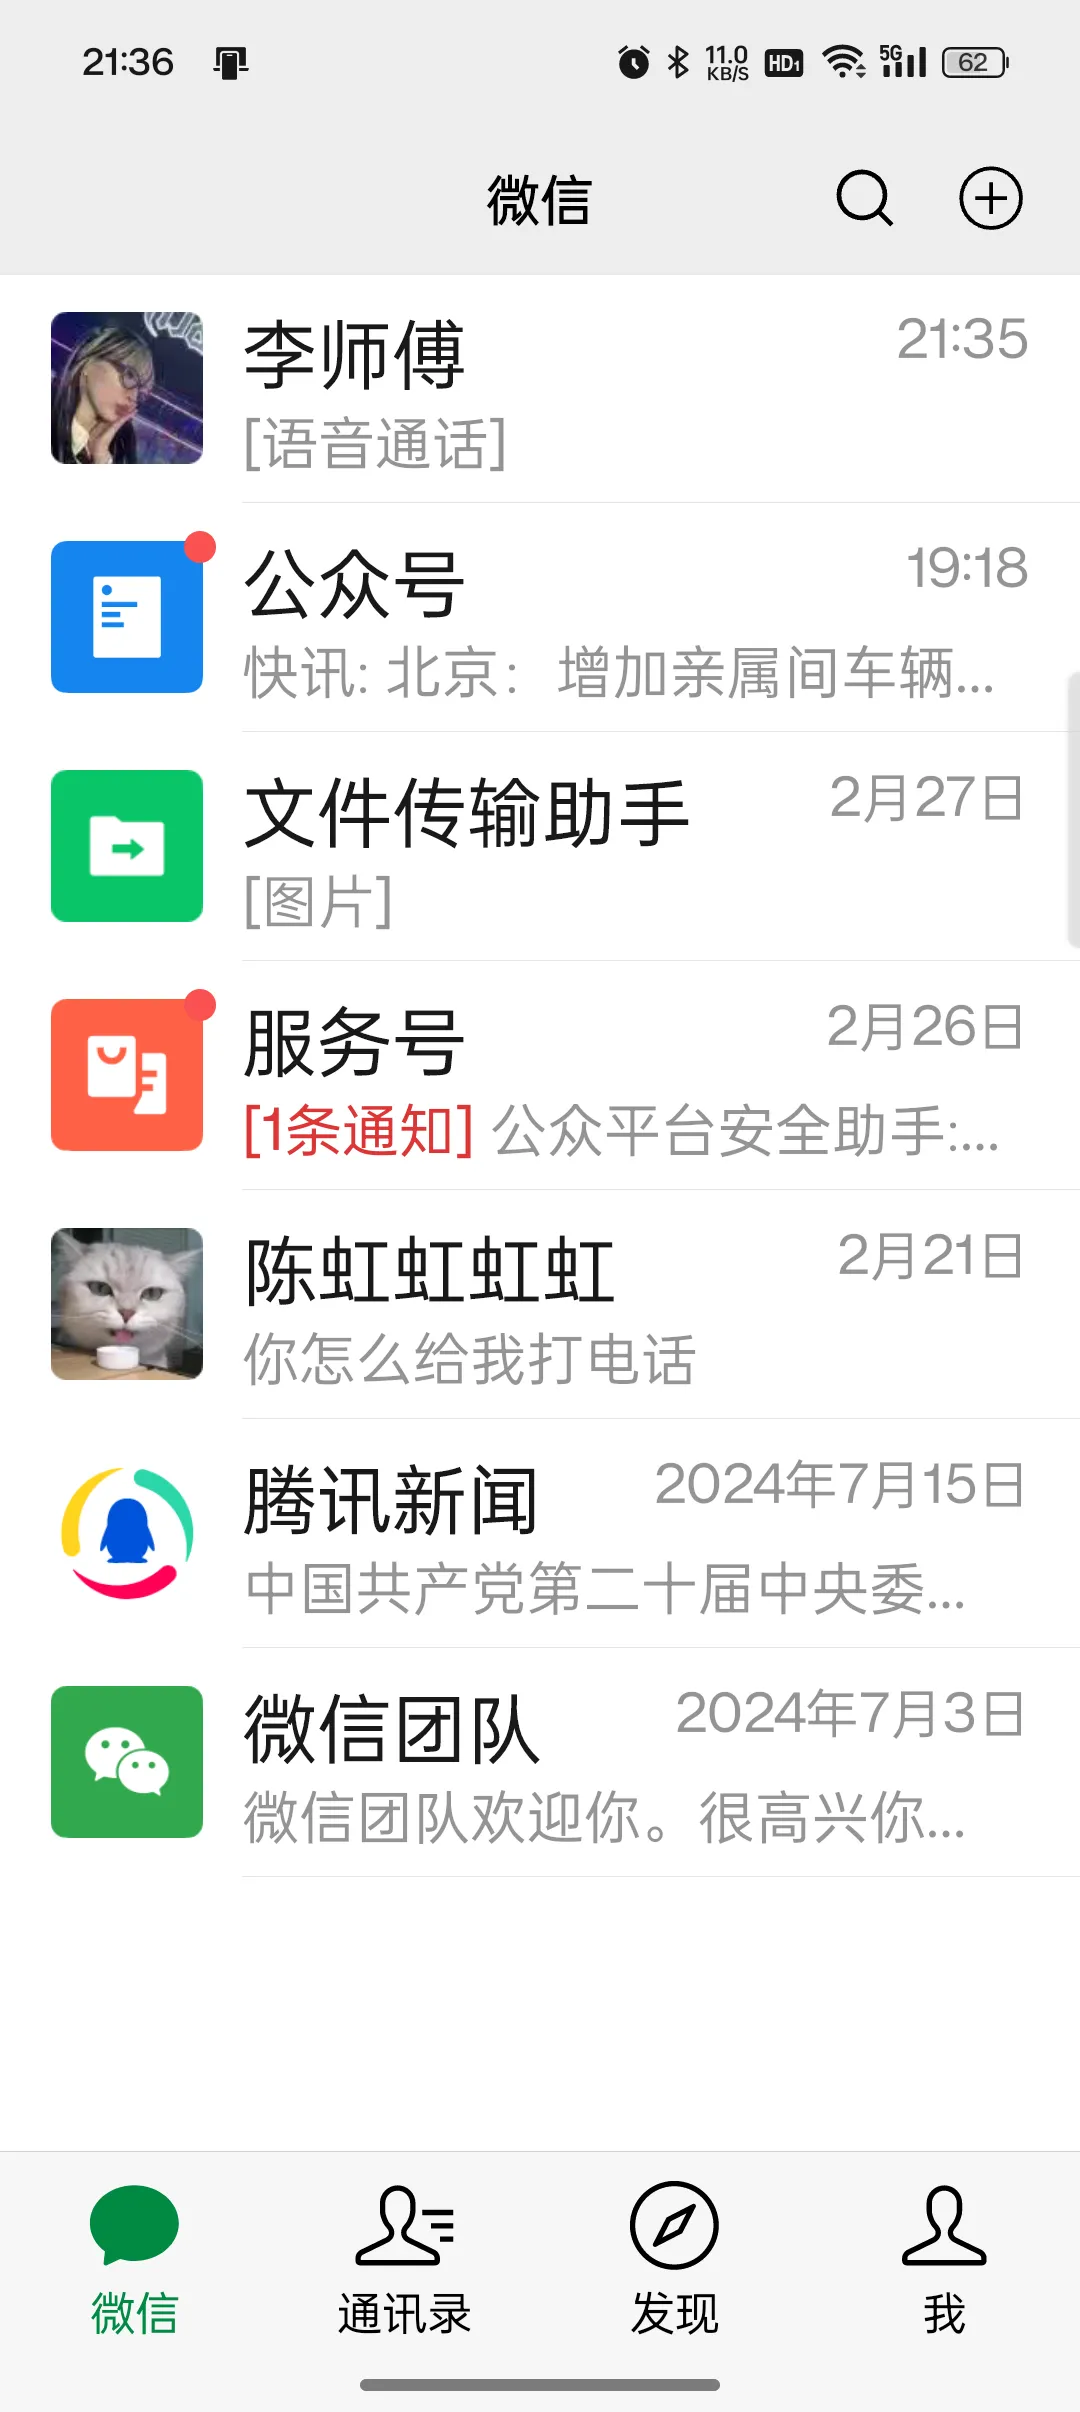 21:36
11.0 KB/S HD1 5G 62
微信
李师傅 21:35
[语音通话]
公众号 19:18
快讯: 北京：增加亲属间车辆...
文件传输助手 2月27日
[图片]
服务号 2月26日
[1条通知] 公众平台安全助手:...
陈虹虹虹虹 2月21日
你怎么给我打电话
腾讯新闻 2024年7月15日
中国共产党第二十届中央委...
微信团队 2024年7月3日
微信团队欢迎你。很高兴你...
微信 通讯录 发现 我